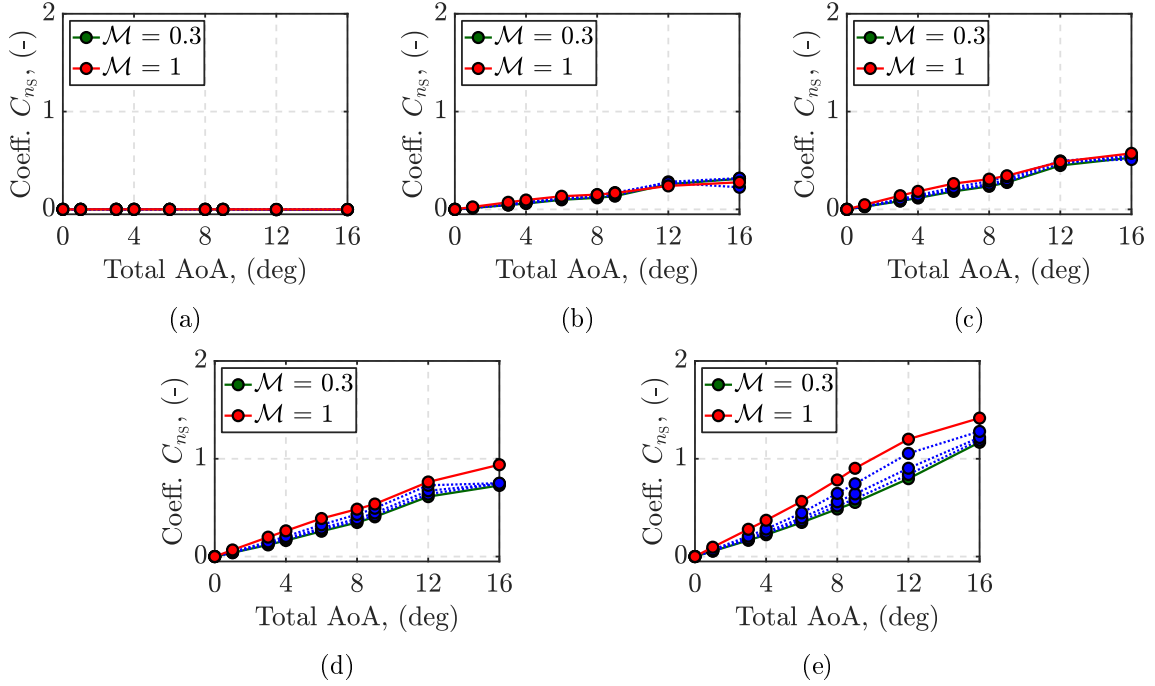 2
1
0
Coeff. C_{n_S}, (-)
ℳ = 0.3
ℳ = 1
0 4 8 12 16
Total AoA, (deg)
(a)
2
1
0
Coeff. C_{n_S}, (-)
ℳ = 0.3
ℳ = 1
0 4 8 12 16
Total AoA, (deg)
(b)
2
1
0
Coeff. C_{n_S}, (-)
ℳ = 0.3
ℳ = 1
0 4 8 12 16
Total AoA, (deg)
(c)
2
1
0
Coeff. C_{n_S}, (-)
ℳ = 0.3
ℳ = 1
0 4 8 12 16
Total AoA, (deg)
(d)
2
1
0
Coeff. C_{n_S}, (-)
ℳ = 0.3
ℳ = 1
0 4 8 12 16
Total AoA, (deg)
(e)